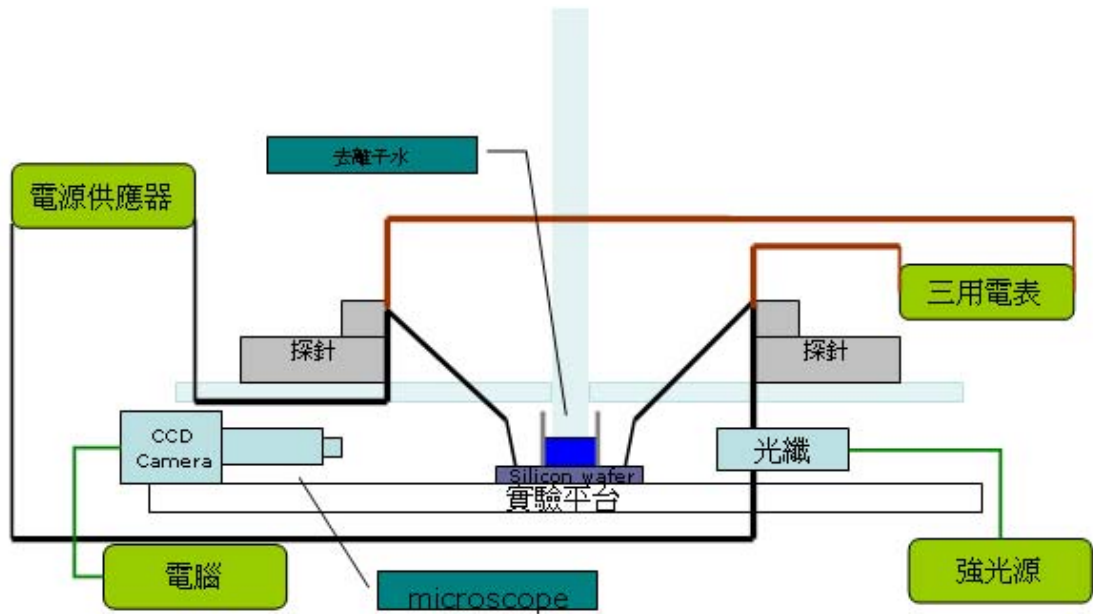 去離子水
電源供應器
三用電表
探針
探針
CCD
Camera
光纖
Silicon wafer
實驗平台
電腦
強光源
microscope